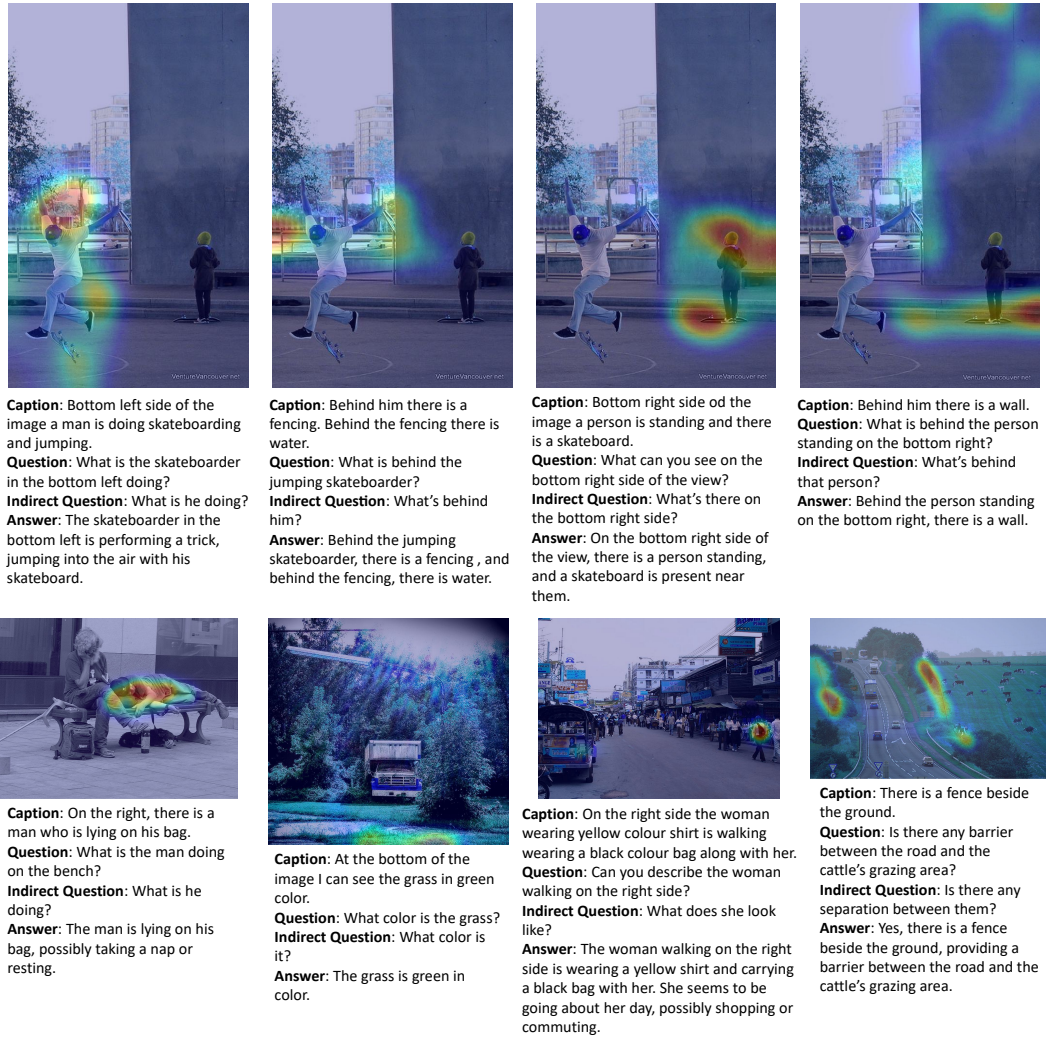 VentureVancouver.net
VentureVancouver.net
VentureVancouver.net
VentureVancouver.net
Caption: Bottom left side of the
image a man is doing skateboarding
and jumping.
Question: What is the skateboarder
in the bottom left doing?
Indirect Question: What is he doing?
Answer: The skateboarder in the
bottom left is performing a trick,
jumping into the air with his
skateboard.
Caption: Behind him there is a
fencing. Behind the fencing there is
water.
Question: What is behind the
jumping skateboarder?
Indirect Question: What's behind
him?
Answer: Behind the jumping
skateboarder, there is a fencing , and
behind the fencing, there is water.
Caption: Bottom right side od the
image a person is standing and there
is a skateboard.
Question: What can you see on the
bottom right side of the view?
Indirect Question: What's there on
the bottom right side?
Answer: On the bottom right side of
the view, there is a person standing,
and a skateboard is present near
them.
Caption: Behind him there is a wall.
Question: What is behind the person
standing on the bottom right?
Indirect Question: What's behind
that person?
Answer: Behind the person standing
on the bottom right, there is a wall.
Caption: On the right, there is a
man who is lying on his bag.
Question: What is the man doing
on the bench?
Indirect Question: What is he
doing?
Answer: The man is lying on his
bag, possibly taking a nap or
resting.
Caption: At the bottom of the
image I can see the grass in green
color.
Question: What color is the grass?
Indirect Question: What color is
it?
Answer: The grass is green in
color.
Caption: On the right side the woman
wearing yellow colour shirt is walking
wearing a black colour bag along with her.
Question: Can you describe the woman
walking on the right side?
Indirect Question: What does she look
like?
Answer: The woman walking on the right
side is wearing a yellow shirt and carrying
a black bag with her. She seems to be
going about her day, possibly shopping or
commuting.
Caption: There is a fence beside
the ground.
Question: Is there any barrier
between the road and the
cattle's grazing area?
Indirect Question: Is there any
separation between them?
Answer: Yes, there is a fence
beside the ground, providing a
barrier between the road and the
cattle's grazing area.